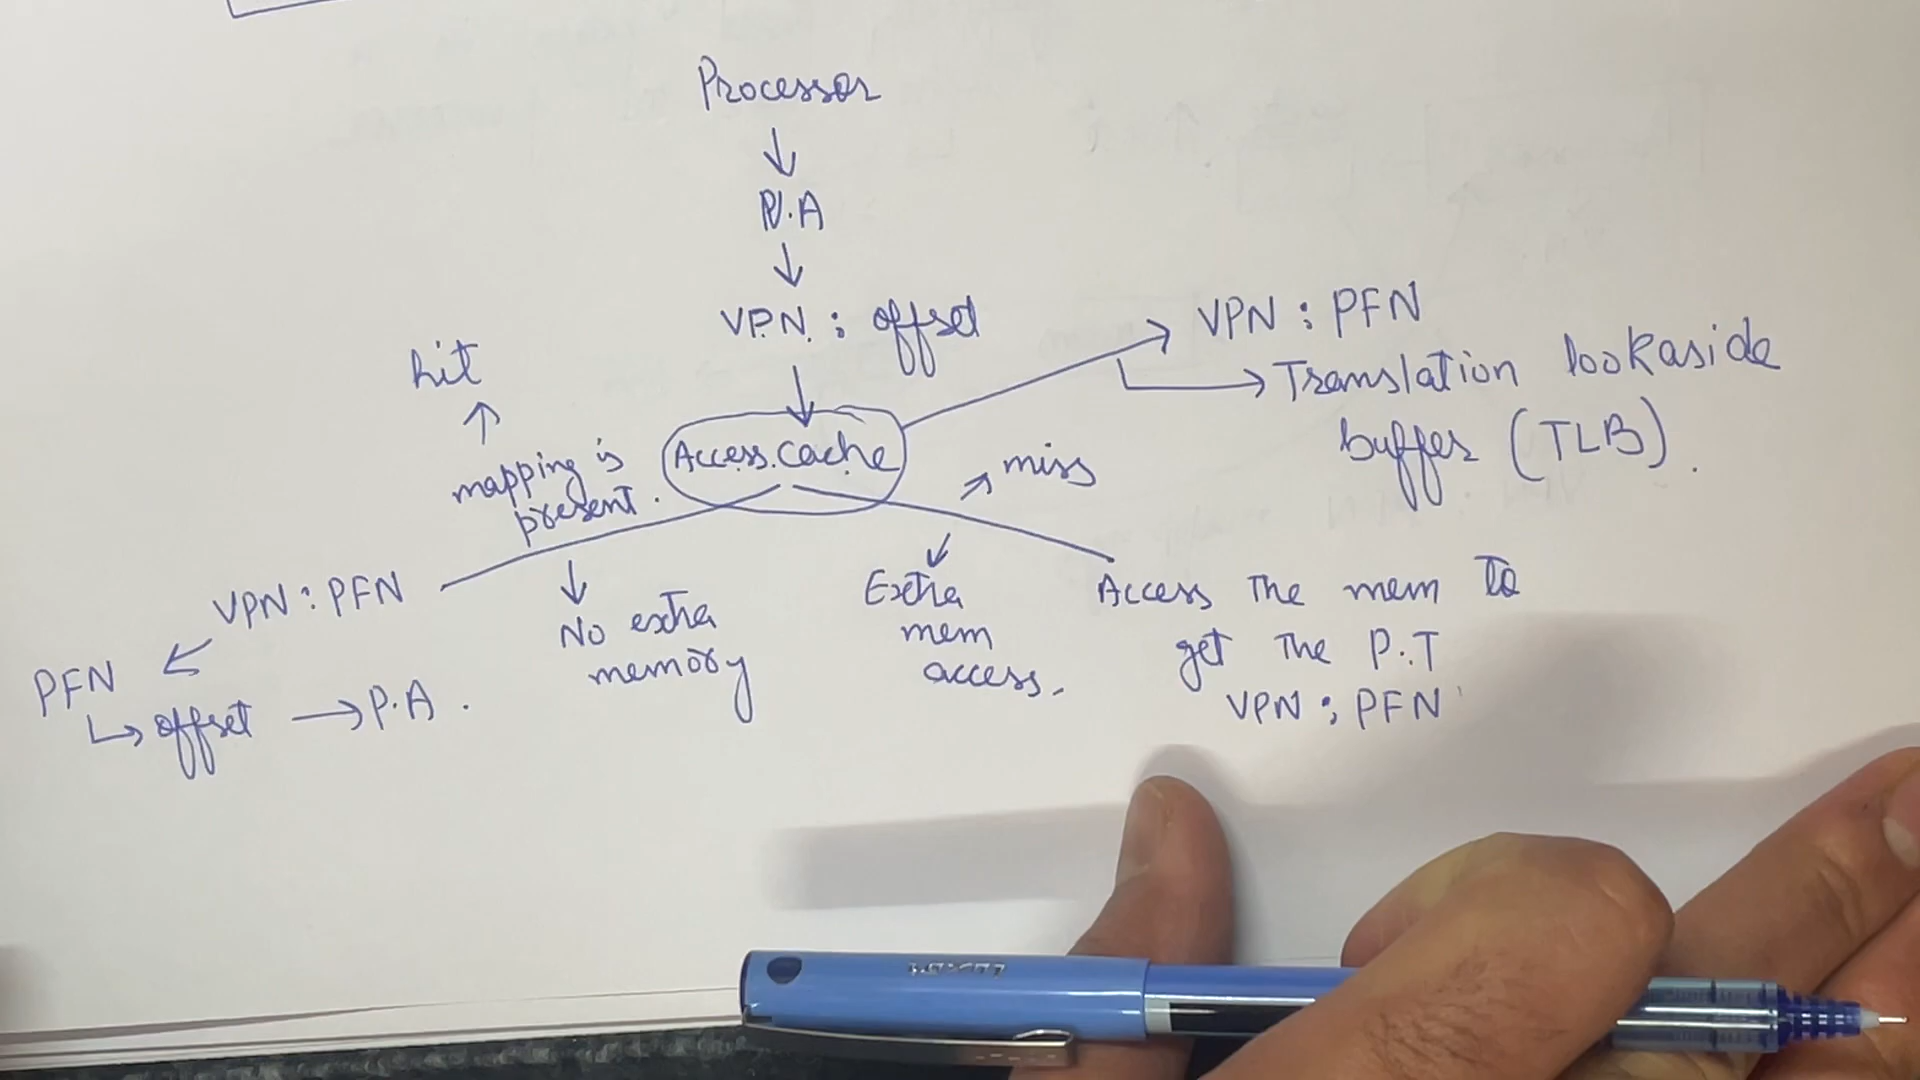 Processor
V.A
VPN : offset
hit
VPN : PFN
Translation lookaside
buffer (TLB).
Access cache
mapping is
present.
miss
VPN : PFN
No extra
memory
Extra
mem
access.
Access the mem to
get the P.T
VPN : PFN
PFN
offset → P.A.